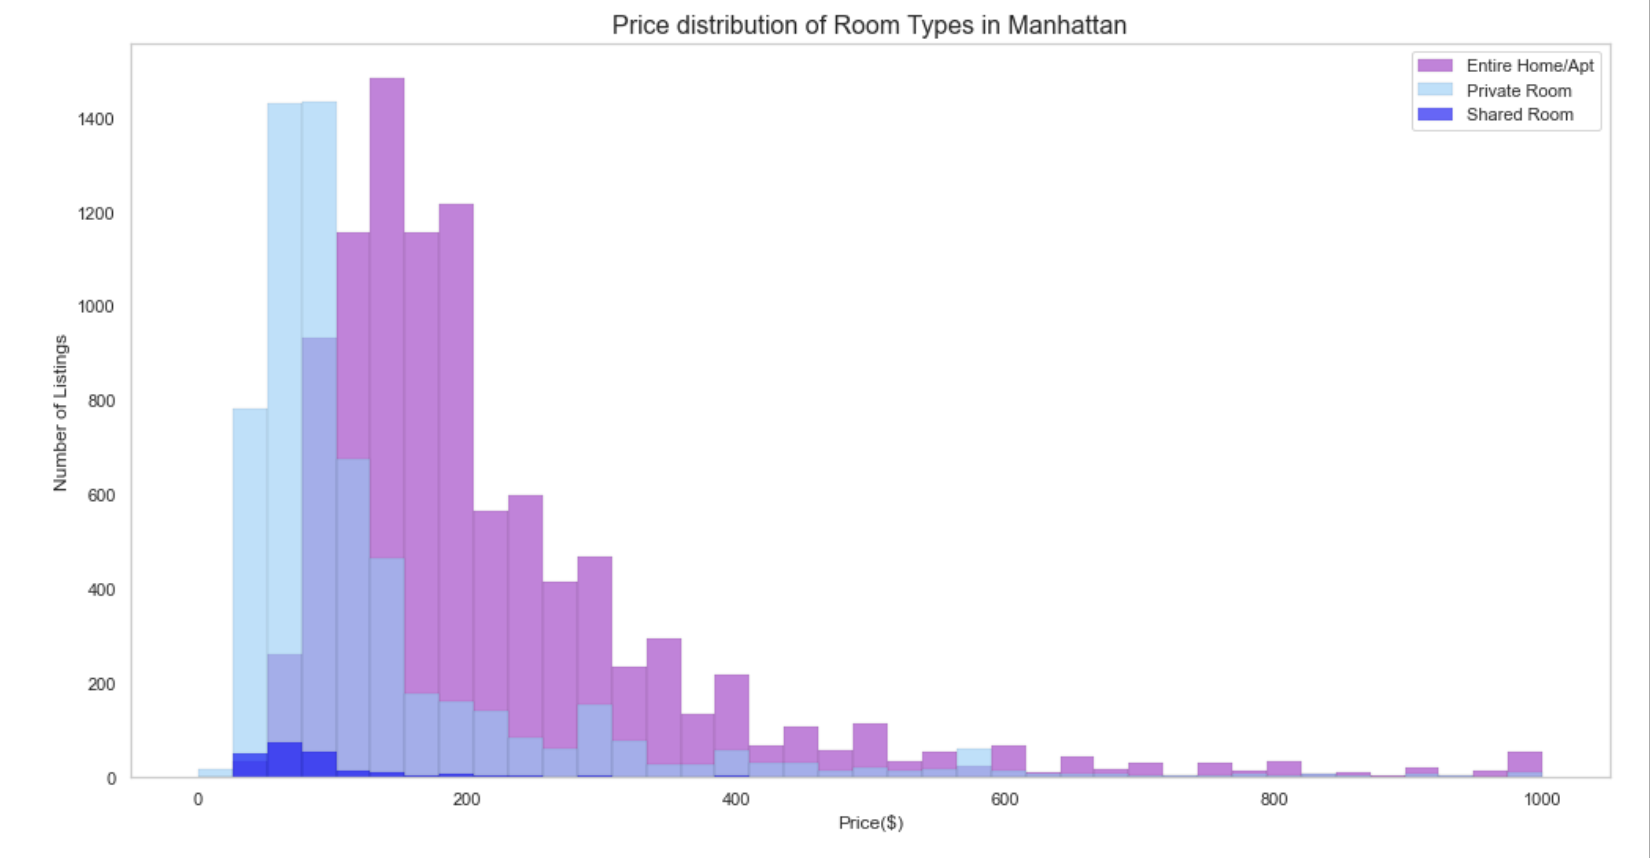 Price distribution of Room Types in Manhattan
Entire Home/Apt
Private Room
Shared Room
Number of Listings
1400
1200
1000
800
600
400
200
0
0 200 400 600 800 1000
Price($)